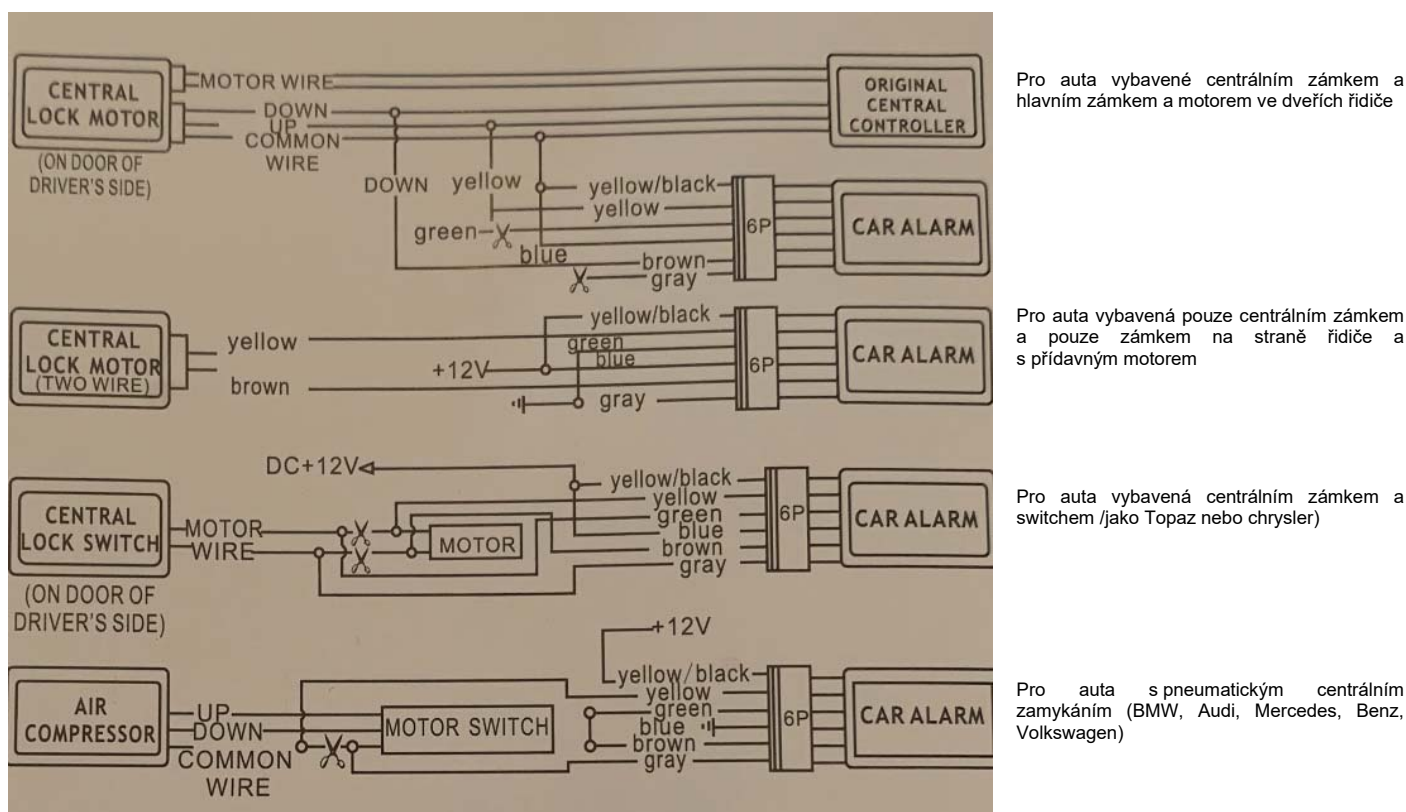 CENTRAL
LOCK MOTOR
(ON DOOR OF
DRIVER'S SIDE)
MOTOR WIRE
DOWN
UP
COMMON
WIRE
ORIGINAL
CENTRAL
CONTROLLER
DOWN
yellow
yellow/black
yellow
green
blue
brown
gray
6P
CAR ALARM
Pro auta vybavené centrálním zámkem a
hlavním zámkem a motorem ve dveřích řidiče
CENTRAL
LOCK MOTOR
(TWO WIRE)
yellow
brown
+12V
yellow/black
green
blue
gray
6P
CAR ALARM
Pro auta vybavená pouze centrálním zámkem
a pouze zámkem na straně řidiče a
s přídavným motorem
DC+12V
CENTRAL
LOCK SWITCH
(ON DOOR OF
DRIVER'S SIDE)
MOTOR
WIRE
MOTOR
yellow/black
yellow
green
blue
brown
gray
6P
CAR ALARM
Pro auta vybavená centrálním zámkem a
switchem /jako Topaz nebo chrysler)
+12V
AIR
COMPRESSOR
UP
DOWN
COMMON
WIRE
MOTOR SWITCH
yellow/black
yellow
green
blue
brown
gray
6P
CAR ALARM
Pro auta s pneumatickým centrálním
zamykáním (BMW, Audi, Mercedes, Benz,
Volkswagen)